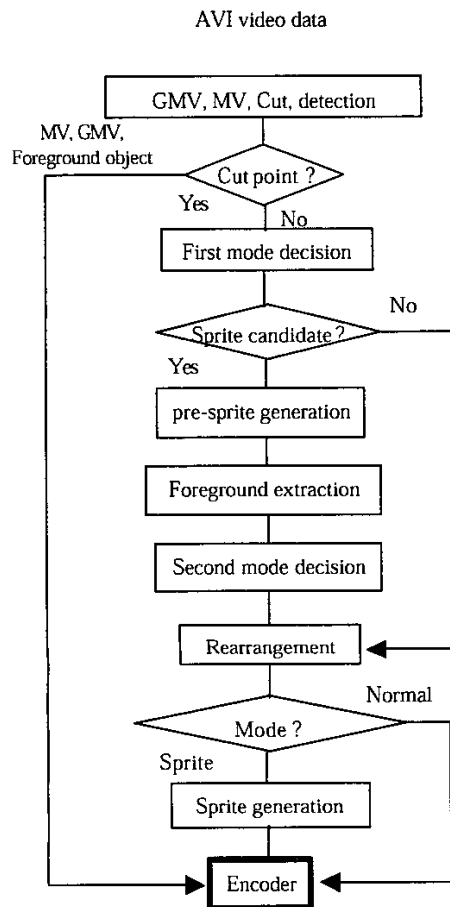 AVI video data
GMV, MV, Cut, detection
MV, GMV,
Foreground object
Cut point ?
Yes
No
First mode decision
No
Sprite candidate ?
Yes
pre-sprite generation
Foreground extraction
Second mode decision
Rearrangement
Normal
Mode ?
Sprite
Sprite generation
Encoder